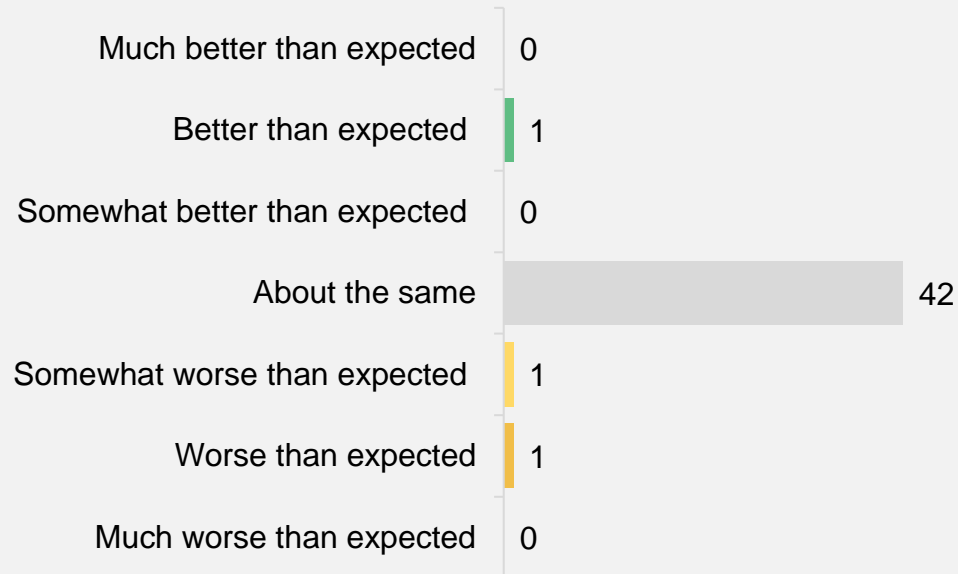 Much better than expected 0
Better than expected 1
Somewhat better than expected 0
About the same 42
Somewhat worse than expected 1
Worse than expected 1
Much worse than expected 0